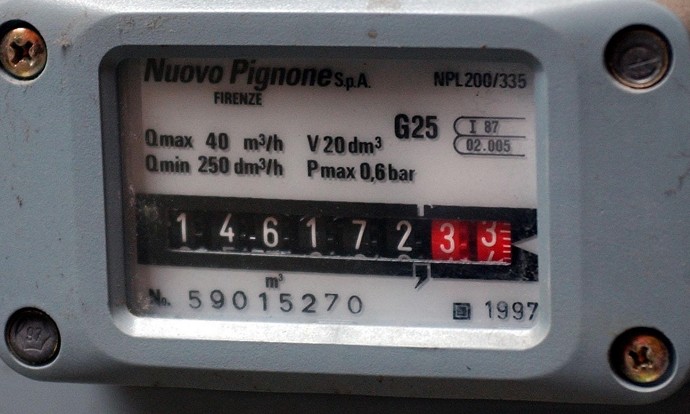 Nuovo Pignone S.p.A. NPL200/335
FIRENZE
G25 I 87
02.005
Qmax 40 m³/h V 20 dm³
Qmin 250 dm³/h Pmax 0,6 bar
1 4 6 1 7 2 3 3
m³ ,
No. 59015270 1997
97